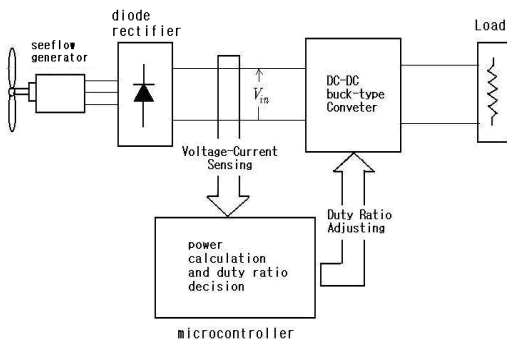 diode
rectifier
seeflow
generator
Load
V_in
DC-DC
buck-type
Conveter
Voltage-Current
Sensing
Duty Ratio
Adjusting
power
calculation
and duty ratio
decision
microcontroller